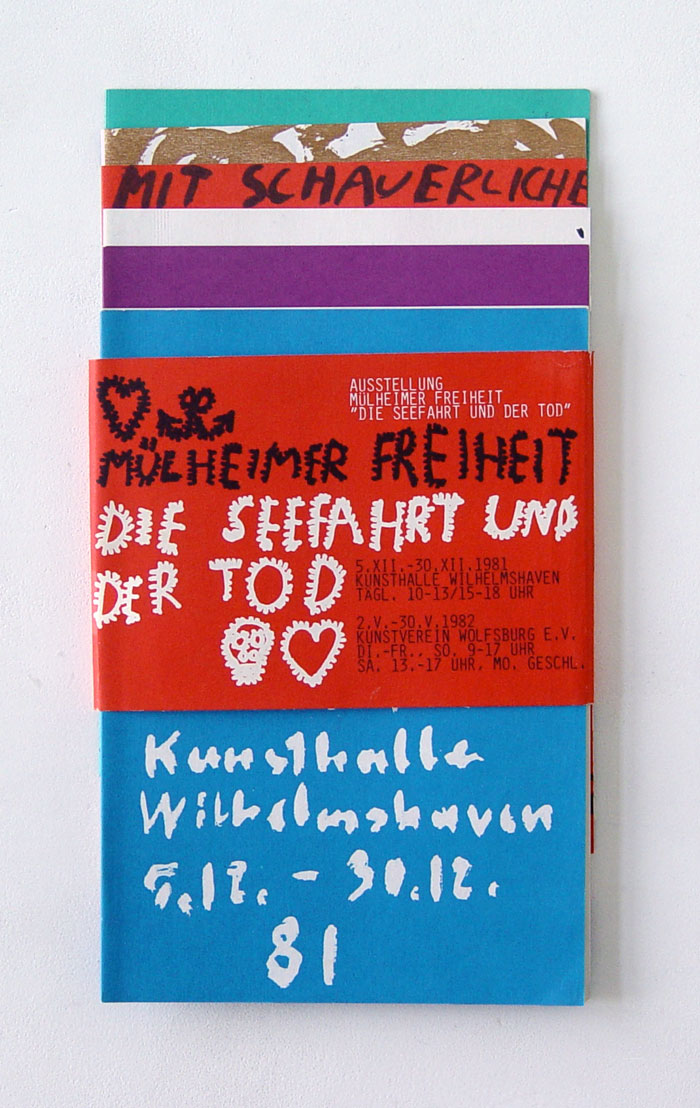 MIT SCHAUERLICHE
AUSSTELLUNG
MÜLHEIMER FREIHEIT
"DIE SEEFAHRT UND DER TOD"
MÜLHEIMER FREIHEIT
DIE SEEFAHRT UND
DER TOD
5.XII.-30.XII.1981
KUNSTHALLE WILHELMSHAVEN
TÄGL. 10-13/15-18 UHR
2.V.-30.V.1982
KUNSTVEREIN WOLFSBURG E.V.
DI.-FR., SO. 9-17 UHR
SA. 13.-17 UHR, MO. GESCHL.
Kunsthalle
Wilhelmshaven
5.12. - 30.12.
81